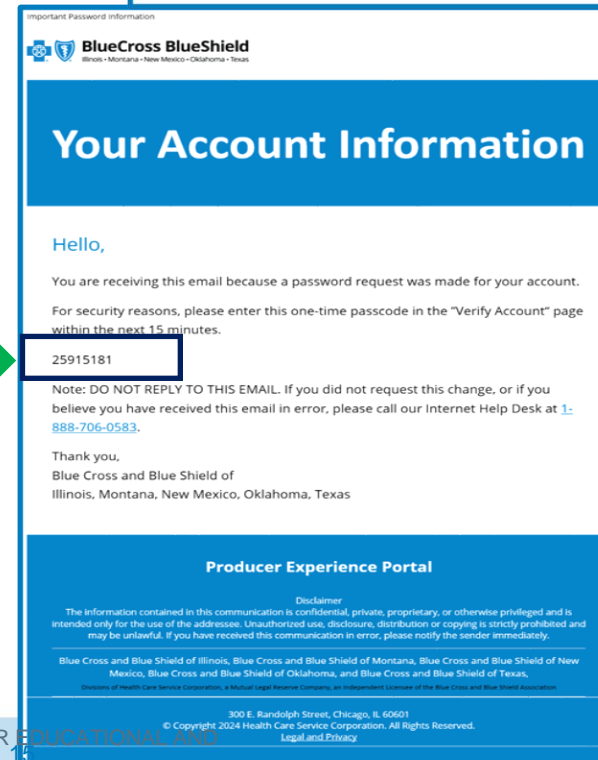 Important Password Information
BlueCross BlueShield
Illinois • Montana • New Mexico • Oklahoma • Texas
Your Account Information
Hello,
You are receiving this email because a password request was made for your account.
For security reasons, please enter this one-time passcode in the "Verify Account" page
within the next 15 minutes.
25915181
Note: DO NOT REPLY TO THIS EMAIL. If you did not request this change, or if you
believe you have received this email in error, please call our Internet Help Desk at 1-
888-706-0583.
Thank you,
Blue Cross and Blue Shield of
Illinois, Montana, New Mexico, Oklahoma, Texas
Producer Experience Portal
Disclaimer
The information contained in this communication is confidential, private, proprietary, or otherwise privileged and is
intended only for the use of the addressee. Unauthorized use, disclosure, distribution or copying is strictly prohibited and
may be unlawful. If you have received this communication in error, please notify the sender immediately.
Blue Cross and Blue Shield of Illinois, Blue Cross and Blue Shield of Montana, Blue Cross and Blue Shield of New
Mexico, Blue Cross and Blue Shield of Oklahoma, and Blue Cross and Blue Shield of Texas,
Divisions of Health Care Service Corporation, a Mutual Legal Reserve Company, an Independent Licensee of the Blue Cross and Blue Shield Association
300 E. Randolph Street, Chicago, IL 60601
© Copyright 2024 Health Care Service Corporation. All Rights Reserved.
Legal and Privacy
R EDUCATIONAL AND